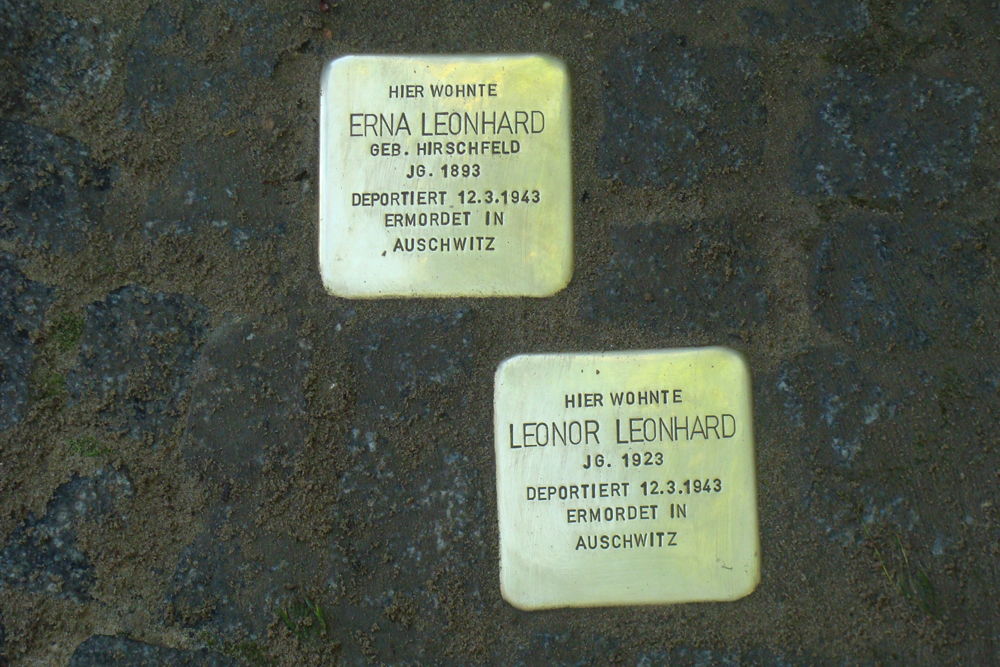 HIER WOHNTE
ERNA LEONHARD
GEB. HIRSCHFELD
JG. 1893
DEPORTIERT 12.3.1943
ERMORDET IN
AUSCHWITZ
HIER WOHNTE
LEONOR LEONHARD
JG. 1923
DEPORTIERT 12.3.1943
ERMORDET IN
AUSCHWITZ